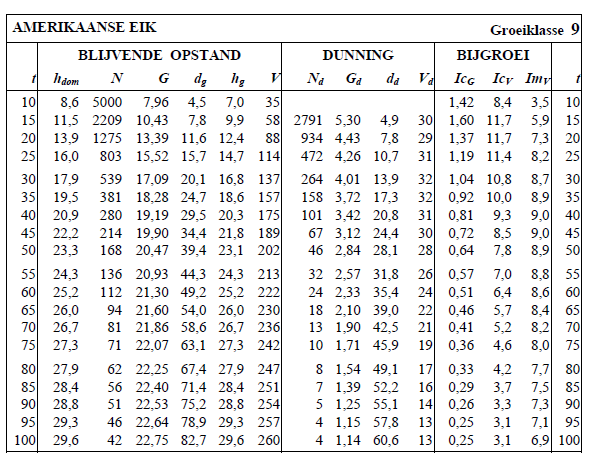 AMERIKAANSE EIK Groeiklasse 9
BLIJVENDE OPSTAND DUNNING BIJGROEI
t hdom N G dg hg V Nd Gd dd Vd IcG IcV ImV t
10 8,6 5000 7,96 4,5 7,0 35 1,42 8,4 3,5 10
15 11,5 2209 10,43 7,8 9,9 58 2791 5,30 4,9 30 1,60 11,7 5,9 15
20 13,9 1275 13,39 11,6 12,4 88 934 4,43 7,8 29 1,37 11,7 7,3 20
25 16,0 803 15,52 15,7 14,7 114 472 4,26 10,7 31 1,19 11,4 8,2 25
30 17,9 539 17,09 20,1 16,8 137 264 4,01 13,9 32 1,04 10,8 8,7 30
35 19,5 381 18,28 24,7 18,6 157 158 3,72 17,3 32 0,92 10,0 8,9 35
40 20,9 280 19,19 29,5 20,3 175 101 3,42 20,8 31 0,81 9,3 9,0 40
45 22,2 214 19,90 34,4 21,8 189 67 3,12 24,4 30 0,72 8,5 9,0 45
50 23,3 168 20,47 39,4 23,1 202 46 2,84 28,1 28 0,64 7,8 8,9 50
55 24,3 136 20,93 44,3 24,3 213 32 2,57 31,8 26 0,57 7,0 8,8 55
60 25,2 112 21,30 49,2 25,2 222 24 2,33 35,4 24 0,51 6,4 8,6 60
65 26,0 94 21,60 54,0 26,0 230 18 2,10 39,0 22 0,46 5,7 8,4 65
70 26,7 81 21,86 58,6 26,7 236 13 1,90 42,5 21 0,41 5,2 8,2 70
75 27,3 71 22,07 63,1 27,3 242 10 1,71 45,9 19 0,36 4,6 8,0 75
80 27,9 62 22,25 67,4 27,9 247 8 1,54 49,1 17 0,33 4,2 7,7 80
85 28,4 56 22,40 71,4 28,4 251 7 1,39 52,2 16 0,29 3,7 7,5 85
90 28,8 51 22,53 75,2 28,8 254 5 1,25 55,1 14 0,26 3,3 7,3 90
95 29,3 46 22,64 78,9 29,3 257 4 1,15 57,8 13 0,25 3,1 7,1 95
100 29,6 42 22,75 82,7 29,6 260 4 1,14 60,6 13 0,25 3,1 6,9 100